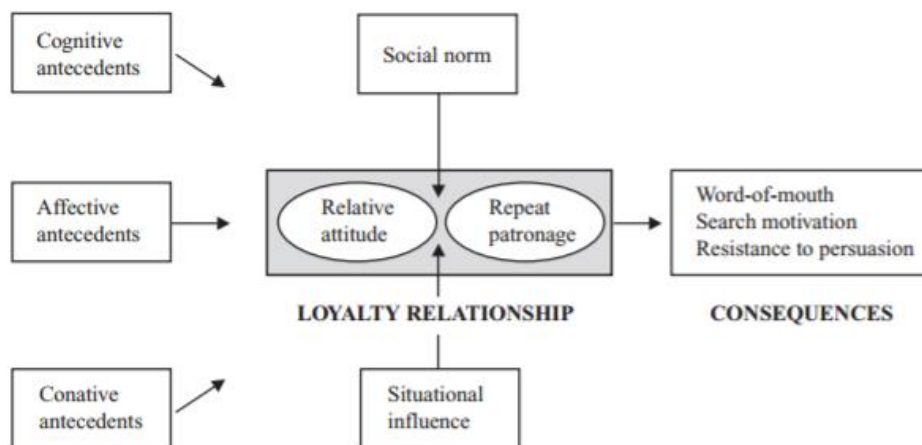 Cognitive
antecedents
Social norm
Affective
antecedents
Relative
attitude
Repeat
patronage
Word-of-mouth
Search motivation
Resistance to persuasion
LOYALTY RELATIONSHIP
CONSEQUENCES
Conative
antecedents
Situational
influence